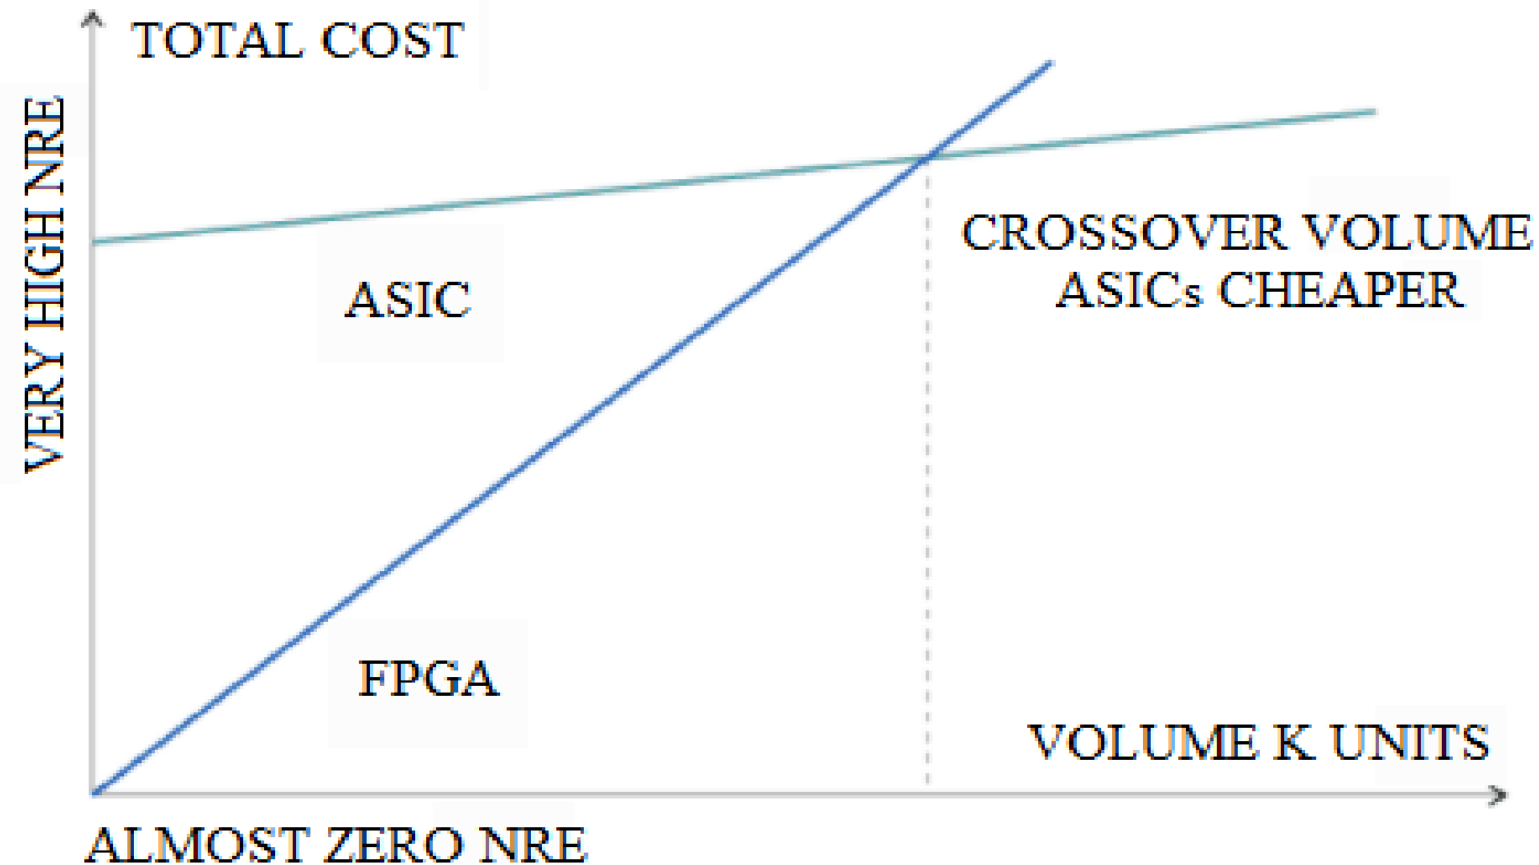 TOTAL COST
VERY HIGH NRE
CROSSOVER VOLUME
ASICs CHEAPER
ASIC
FPGA
VOLUME K UNITS
ALMOST ZERO NRE